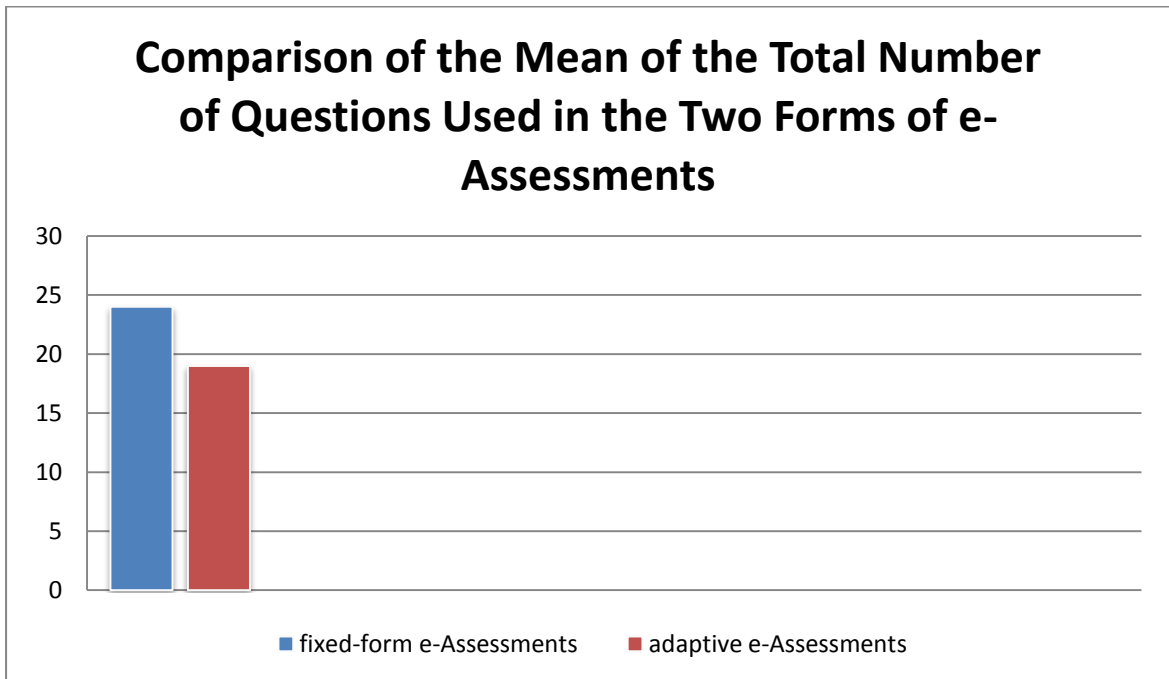 Comparison of the Mean of the Total Number
of Questions Used in the Two Forms of e-
Assessments
30
25
20
15
10
5
0
fixed-form e-Assessments
adaptive e-Assessments